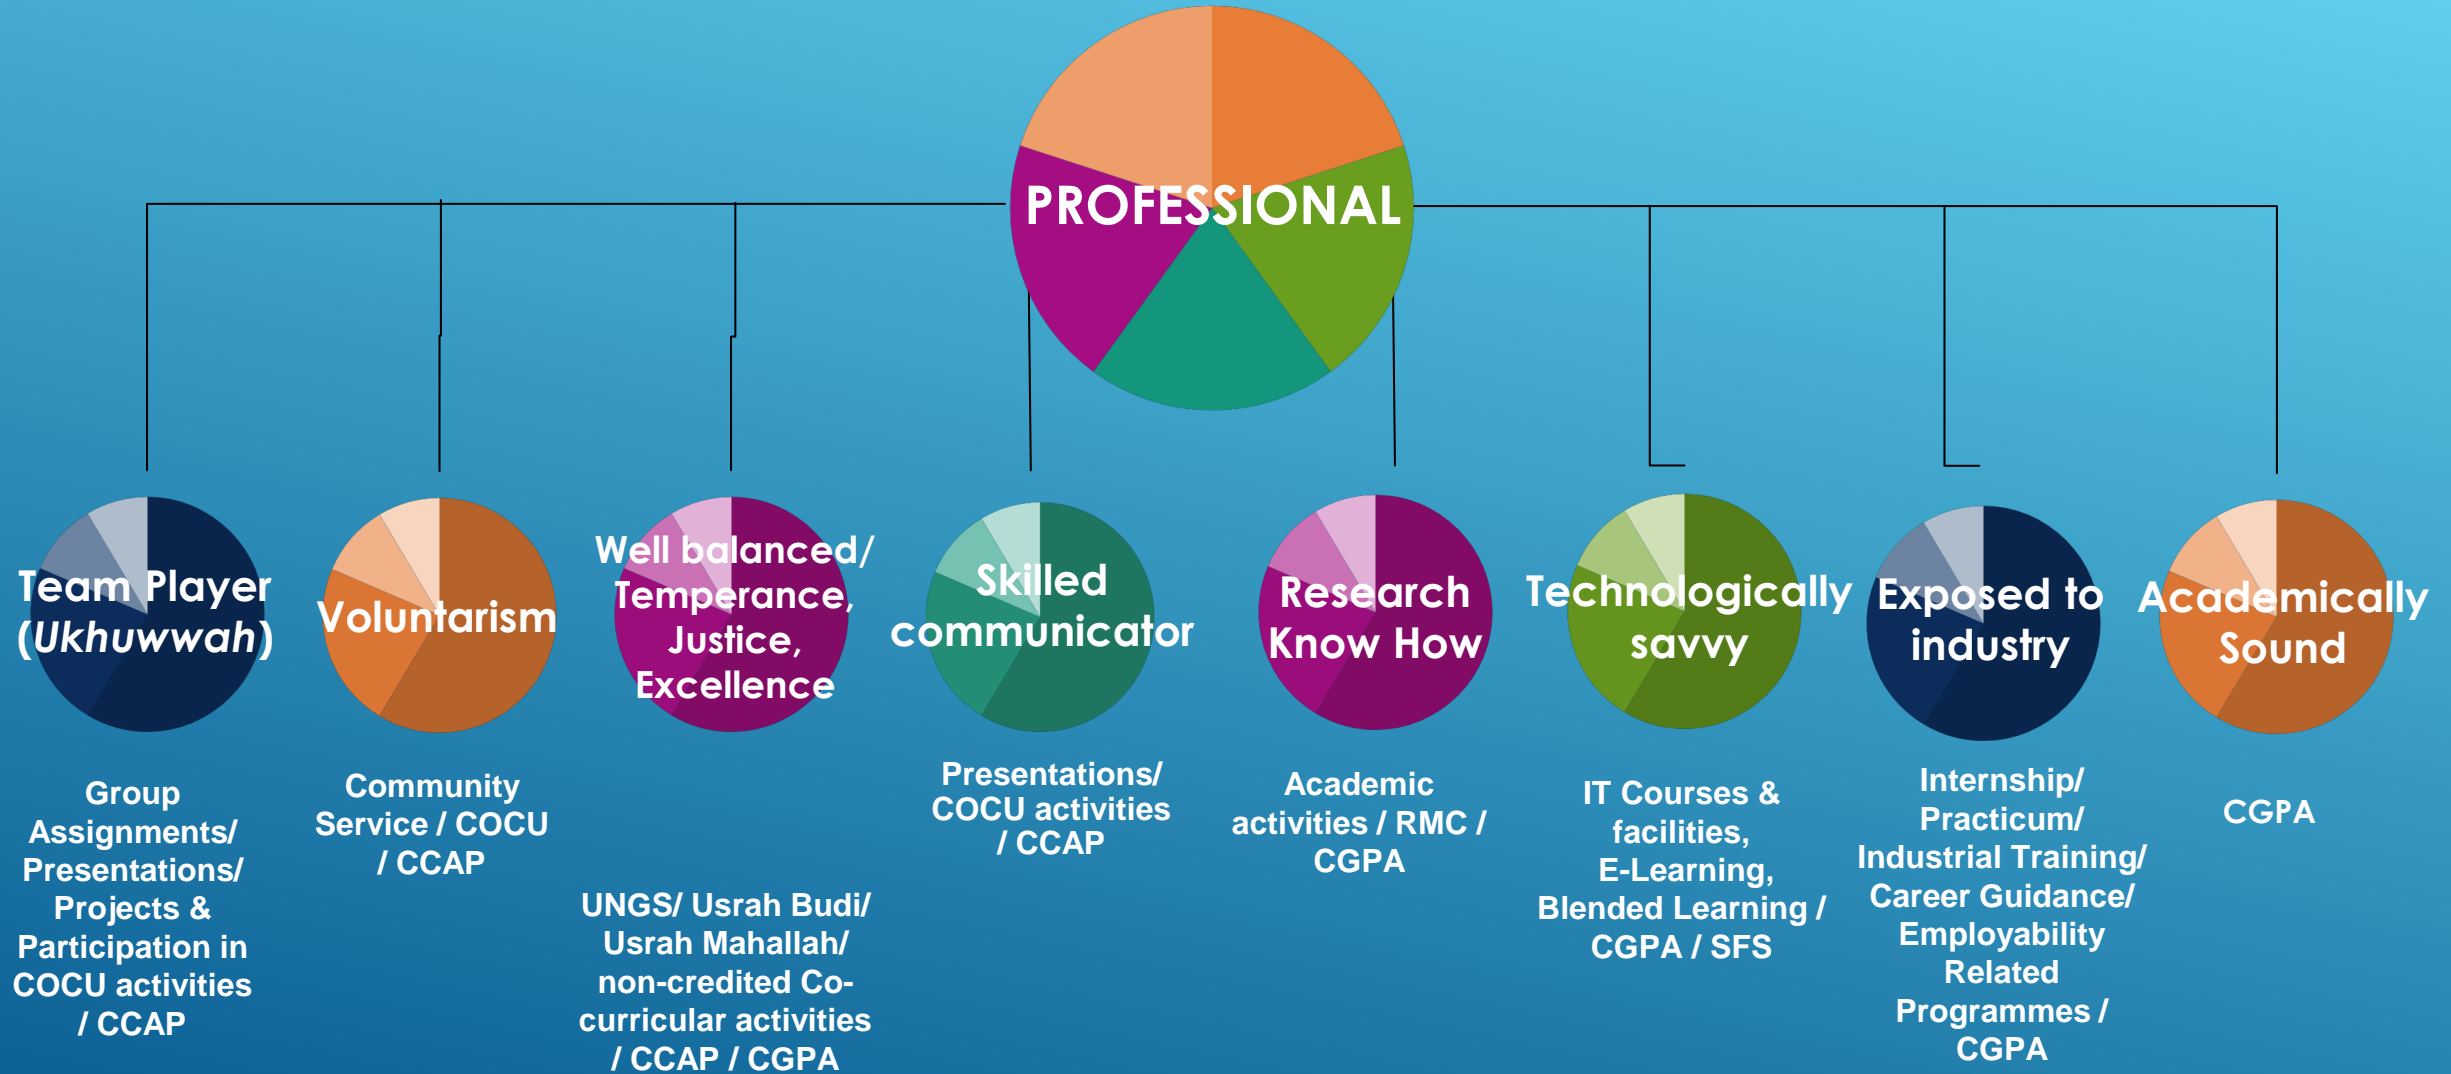 PROFESSIONAL
Team Player
(Ukhuwwah)
Group
Assignments/
Presentations/
Projects &
Participation in
COCU activities
/ CCAP
Voluntarism
Community
Service / COCU
/ CCAP
Well balanced/
Temperance,
Justice,
Excellence
UNGS/ Usrah Budi/
Usrah Mahallah/
non-credited Co-
curricular activities
/ CCAP / CGPA
Skilled
communicator
Presentations/
COCU activities
/ CCAP
Research
Know How
Academic
activities / RMC /
CGPA
Technologically
savvy
IT Courses &
facilities,
E-Learning,
Blended Learning /
CGPA / SFS
Exposed to
industry
Internship/
Practicum/
Industrial Training/
Career Guidance/
Employability
Related
Programmes /
CGPA
Academically
Sound
CGPA